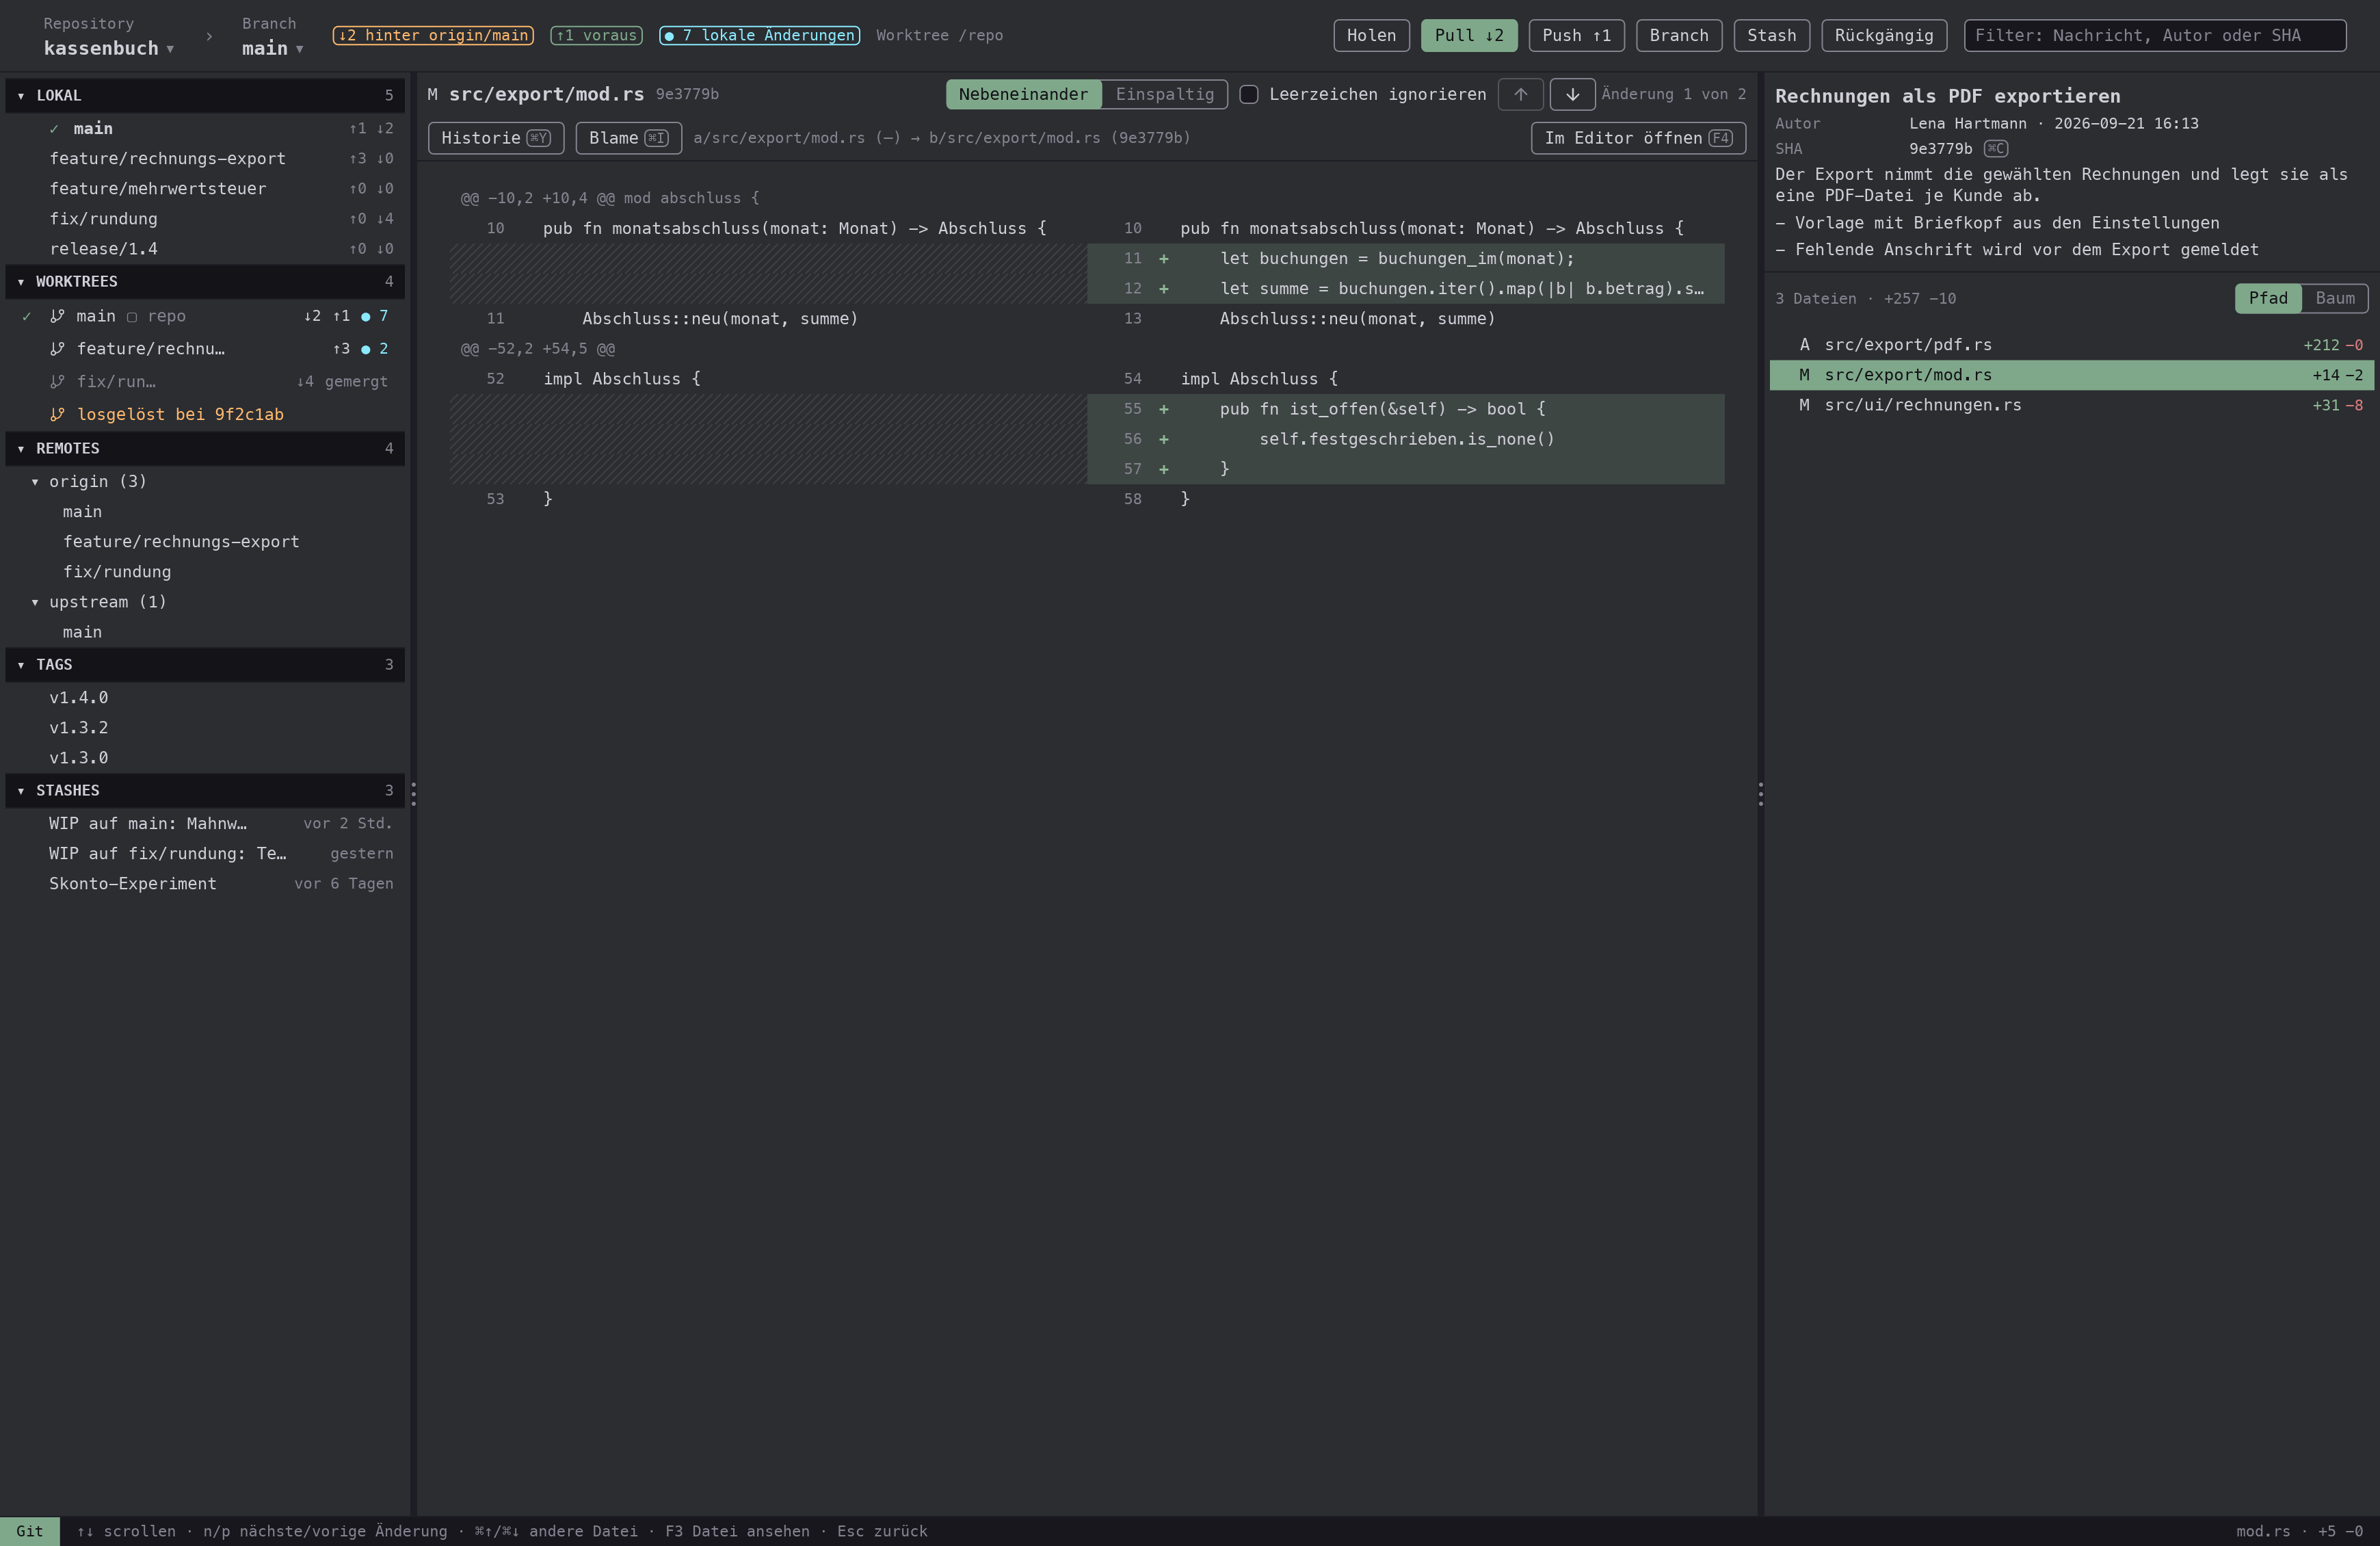 Repository
kassenbuch ▾
›
Branch
main ▾
↓2 hinter origin/main
↑1 voraus
● 7 lokale Änderungen
Worktree /repo
Holen
Pull ↓2
Push ↑1
Branch
Stash
Rückgängig
Filter: Nachricht, Autor oder SHA
▾ LOKAL 5
✓ main ↑1 ↓2
feature/rechnungs-export ↑3 ↓0
feature/mehrwertsteuer ↑0 ↓0
fix/rundung ↑0 ↓4
release/1.4 ↑0 ↓0
▾ WORKTREES 4
✓ main ▢ repo ↓2 ↑1 ● 7
feature/rechnu… ↑3 ● 2
fix/run… ↓4 gemergt
losgelöst bei 9f2c1ab
▾ REMOTES 4
▾ origin (3)
main
feature/rechnungs-export
fix/rundung
▾ upstream (1)
main
▾ TAGS 3
v1.4.0
v1.3.2
v1.3.0
▾ STASHES 3
WIP auf main: Mahnw… vor 2 Std.
WIP auf fix/rundung: Te… gestern
Skonto-Experiment vor 6 Tagen
M src/export/mod.rs 9e3779b
Nebeneinander
Einspaltig
Leerzeichen ignorieren
↑
↓
Änderung 1 von 2
Historie ⌘Y
Blame ⌘I
a/src/export/mod.rs (—) → b/src/export/mod.rs (9e3779b)
Im Editor öffnen F4
@@ −10,2 +10,4 @@ mod abschluss {
10 pub fn monatsabschluss(monat: Monat) -> Abschluss {
10 pub fn monatsabschluss(monat: Monat) -> Abschluss {
11 + let buchungen = buchungen_im(monat);
12 + let summe = buchungen.iter().map(|b| b.betrag).s…
11 Abschluss::neu(monat, summe)
13 Abschluss::neu(monat, summe)
@@ −52,2 +54,5 @@
52 impl Abschluss {
54 impl Abschluss {
55 + pub fn ist_offen(&self) -> bool {
56 + self.festgeschrieben.is_none()
57 + }
53 }
58 }
Rechnungen als PDF exportieren
Autor Lena Hartmann · 2026-09-21 16:13
SHA 9e3779b ⌘C
Der Export nimmt die gewählten Rechnungen und legt sie als
eine PDF-Datei je Kunde ab.
– Vorlage mit Briefkopf aus den Einstellungen
– Fehlende Anschrift wird vor dem Export gemeldet
3 Dateien · +257 −10
Pfad
Baum
A src/export/pdf.rs +212 −0
M src/export/mod.rs +14 −2
M src/ui/rechnungen.rs +31 −8
Git
↑↓ scrollen · n/p nächste/vorige Änderung · ⌘↑/⌘↓ andere Datei · F3 Datei ansehen · Esc zurück
mod.rs · +5 −0